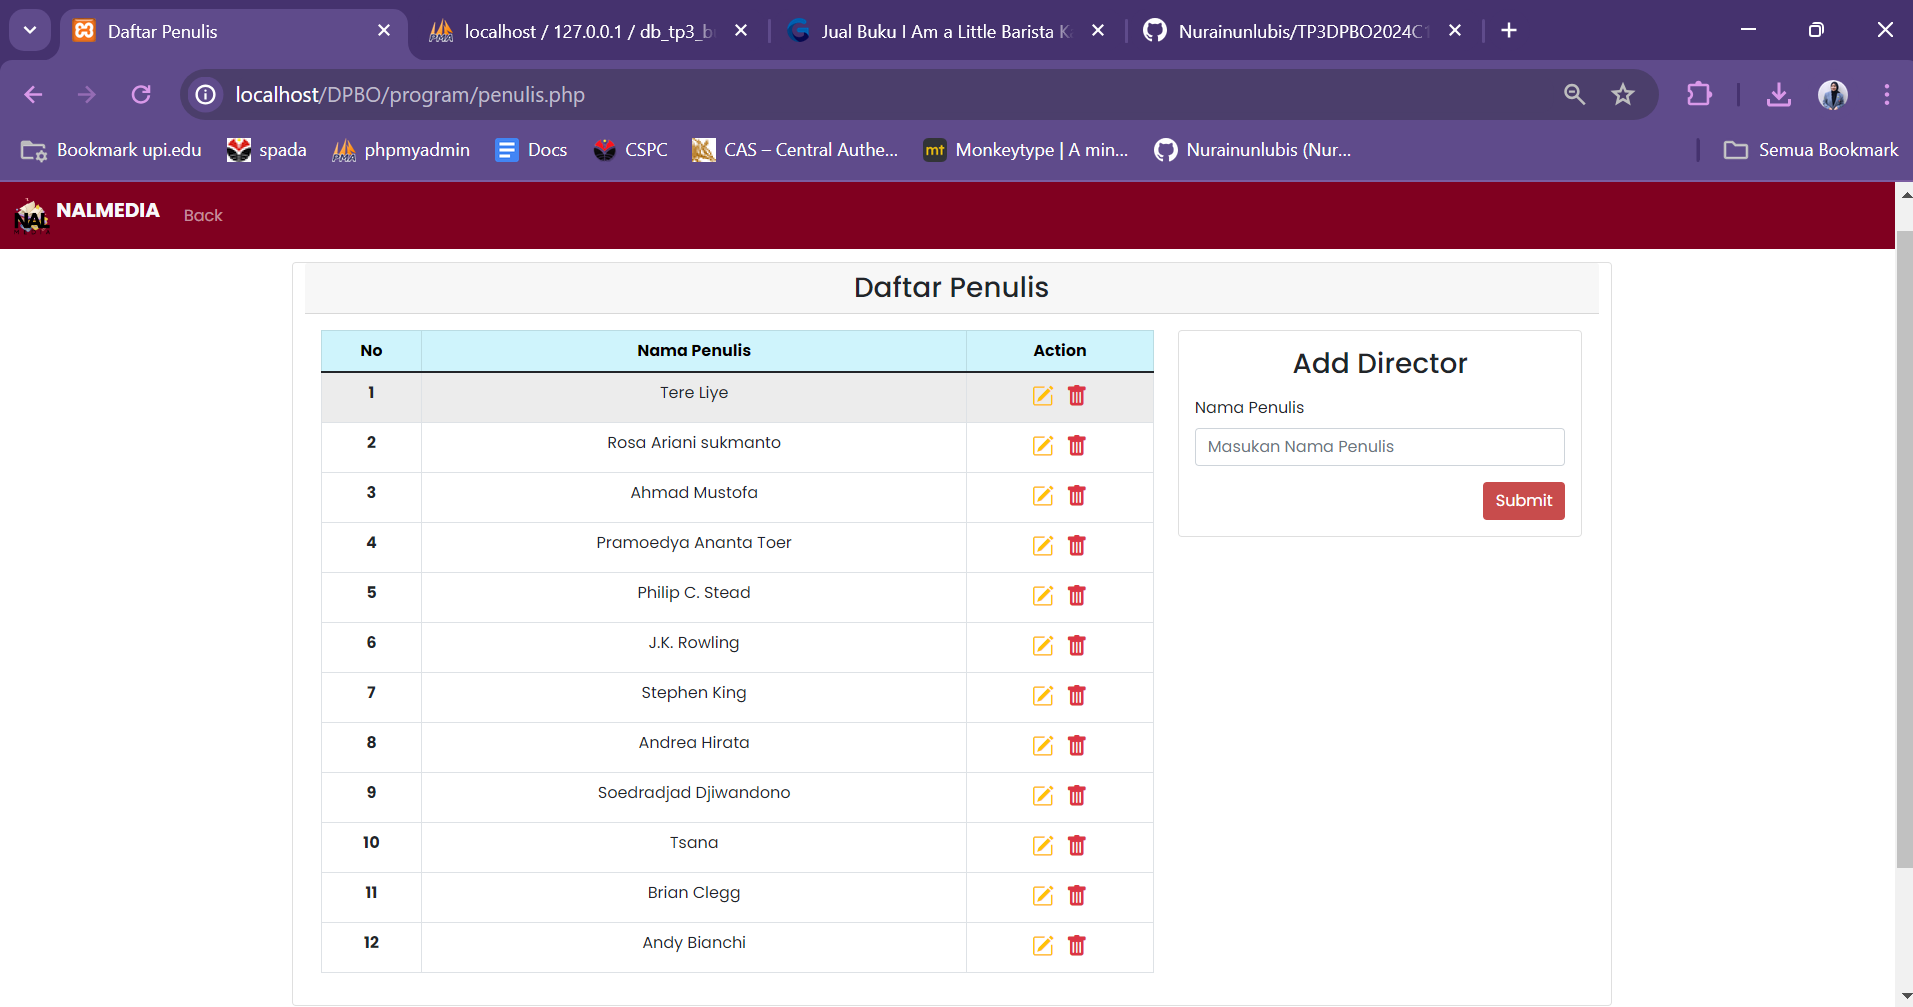 Daftar Penulis
localhost / 127.0.0.1 / db_tp3_b
Jual Buku I Am a Little Barista K
Nurainunlubis/TP3DPBO2024C1
localhost/DPBO/program/penulis.php
Bookmark upi.edu
spada
phpmyadmin
Docs
CSPC
CAS – Central Authe...
mt
Monkeytype | A min...
Nurainunlubis (Nur...
Semua Bookmark
NAL
NALMEDIA
Back
Daftar Penulis
No Nama Penulis Action
1 Tere Liye
2 Rosa Ariani sukmanto
3 Ahmad Mustofa
4 Pramoedya Ananta Toer
5 Philip C. Stead
6 J.K. Rowling
7 Stephen King
8 Andrea Hirata
9 Soedradjad Djiwandono
10 Tsana
11 Brian Clegg
12 Andy Bianchi
Add Director
Nama Penulis
Masukan Nama Penulis
Submit